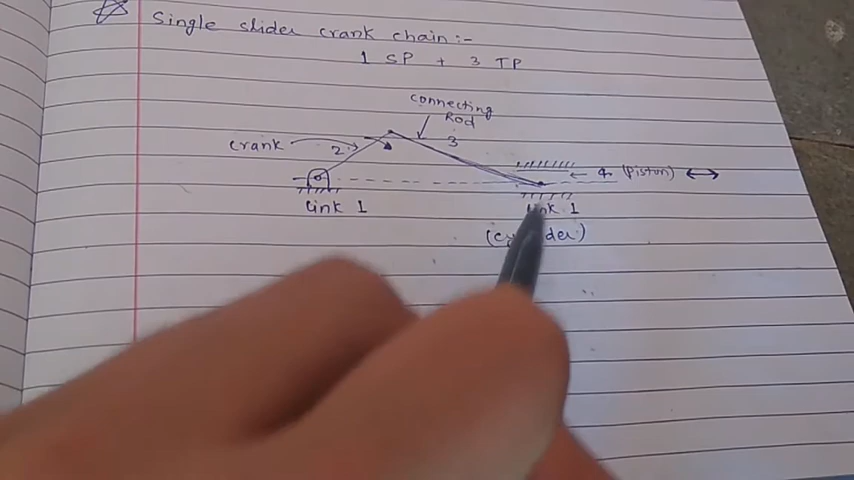 Single slider crank chain:-
1 SP + 3 TP
connecting
Rod
crank 2 3
4 (Piston)
Link 1 Link 1